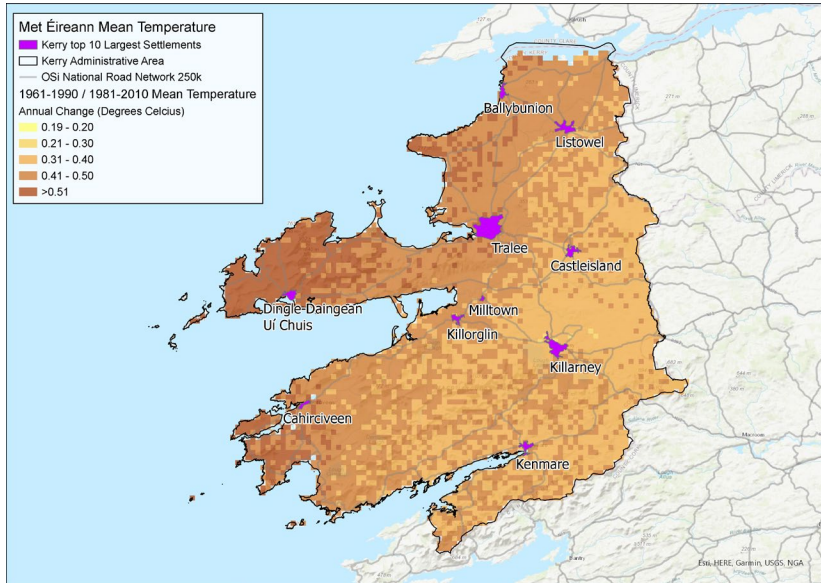 Met Éireann Mean Temperature
Kerry top 10 Largest Settlements
Kerry Administrative Area
OSi National Road Network 250k
1961-1990 / 1981-2010 Mean Temperature
Annual Change (Degrees Celcius)
0.19 - 0.20
0.21 - 0.30
0.31 - 0.40
0.41 - 0.50
>0.51
Ballybunion
Listowel
Tralee
Castleisland
Dingle-Daingean
Uí Chuis
Milltown
Killorglin
Killarney
Cahirciveen
Kenmare
Esri, HERE, Garmin, USGS, NGA